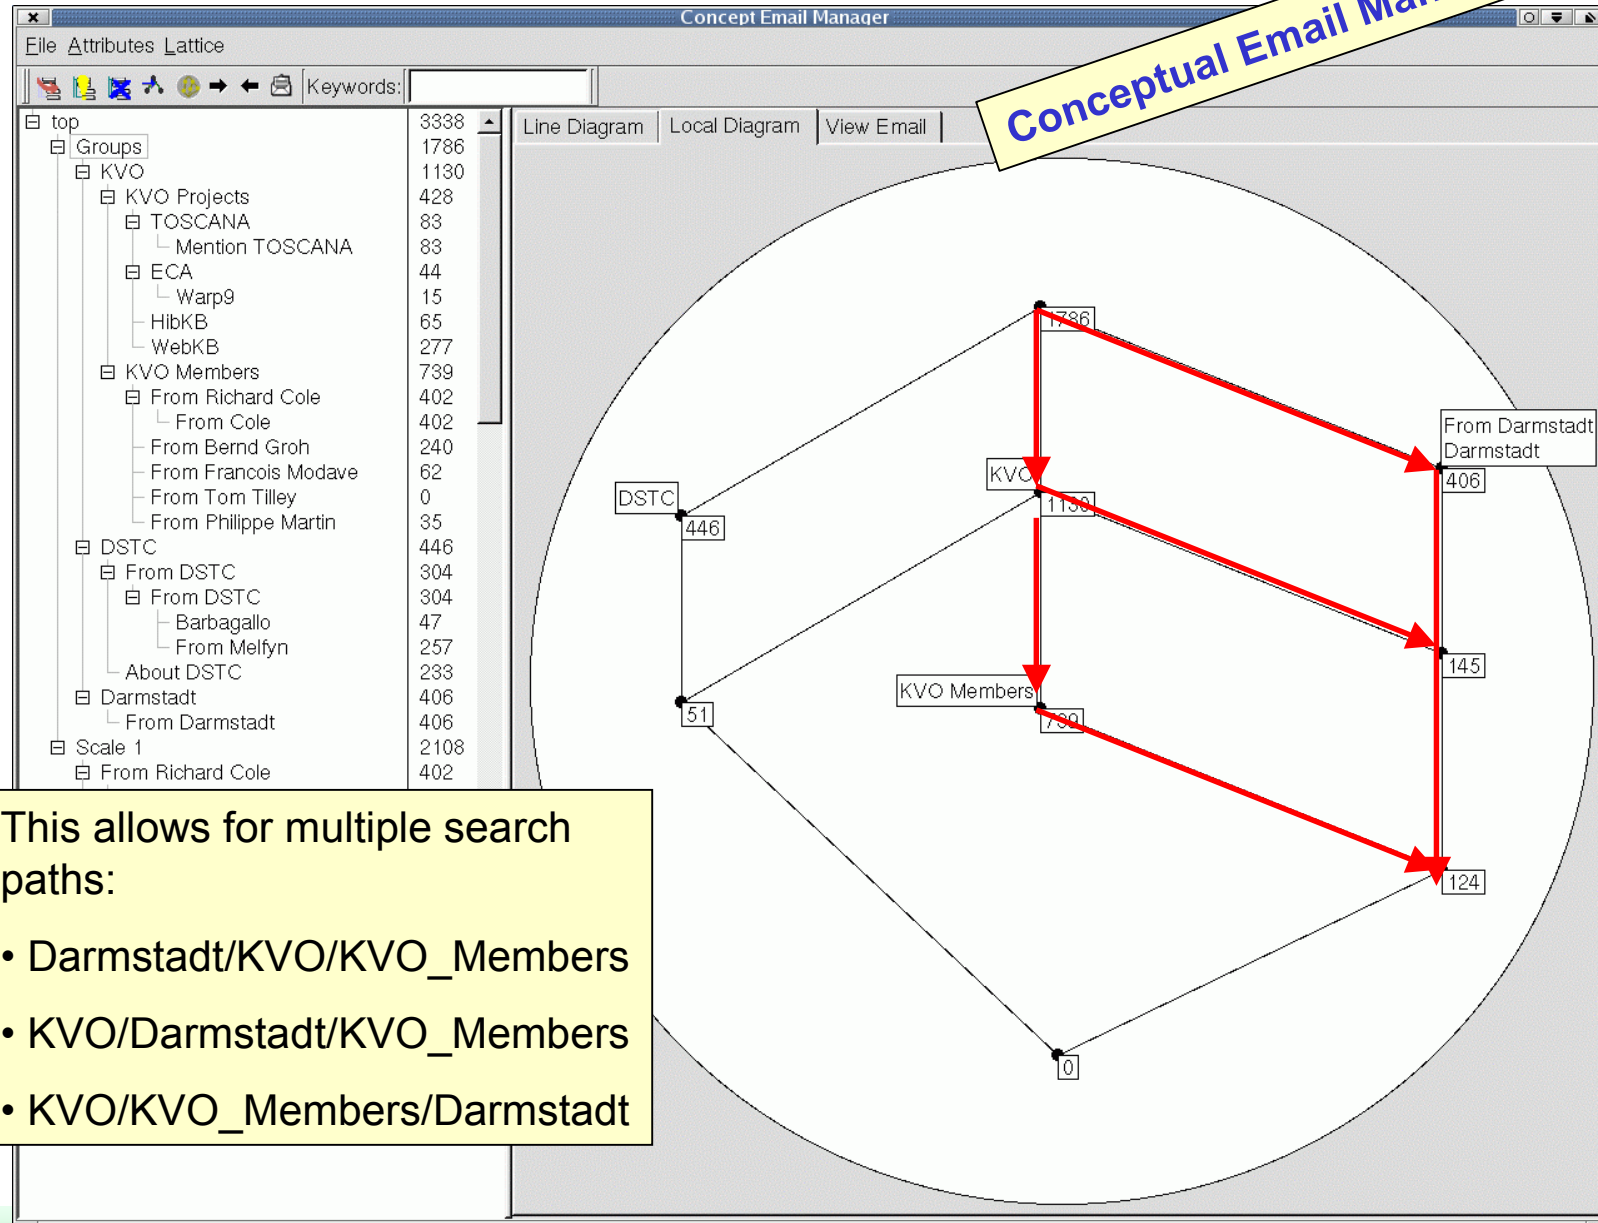 Concept Email Manager
Conceptual Email
File Attributes Lattice
Keywords:
top 3338
Groups 1786
KVO 1130
KVO Projects 428
TOSCANA 83
Mention TOSCANA 83
ECA 44
Warp9 15
HibKB 65
WebKB 277
KVO Members 739
From Richard Cole 402
From Cole 402
From Bernd Groh 240
From Francois Modave 62
From Tom Tilley 0
From Philippe Martin 35
DSTC 446
From DSTC 304
From DSTC 304
Barbagallo 47
From Melfyn 257
About DSTC 233
Darmstadt 406
From Darmstadt 406
Scale 1 2108
From Richard Cole 402
Line Diagram Local Diagram View Email
1786
From Darmstadt
Darmstadt
406
KVO
1130
DSTC
446
145
KVO Members
739
51
124
0
This allows for multiple search
paths:
• Darmstadt/KVO/KVO_Members
• KVO/Darmstadt/KVO_Members
• KVO/KVO_Members/Darmstadt